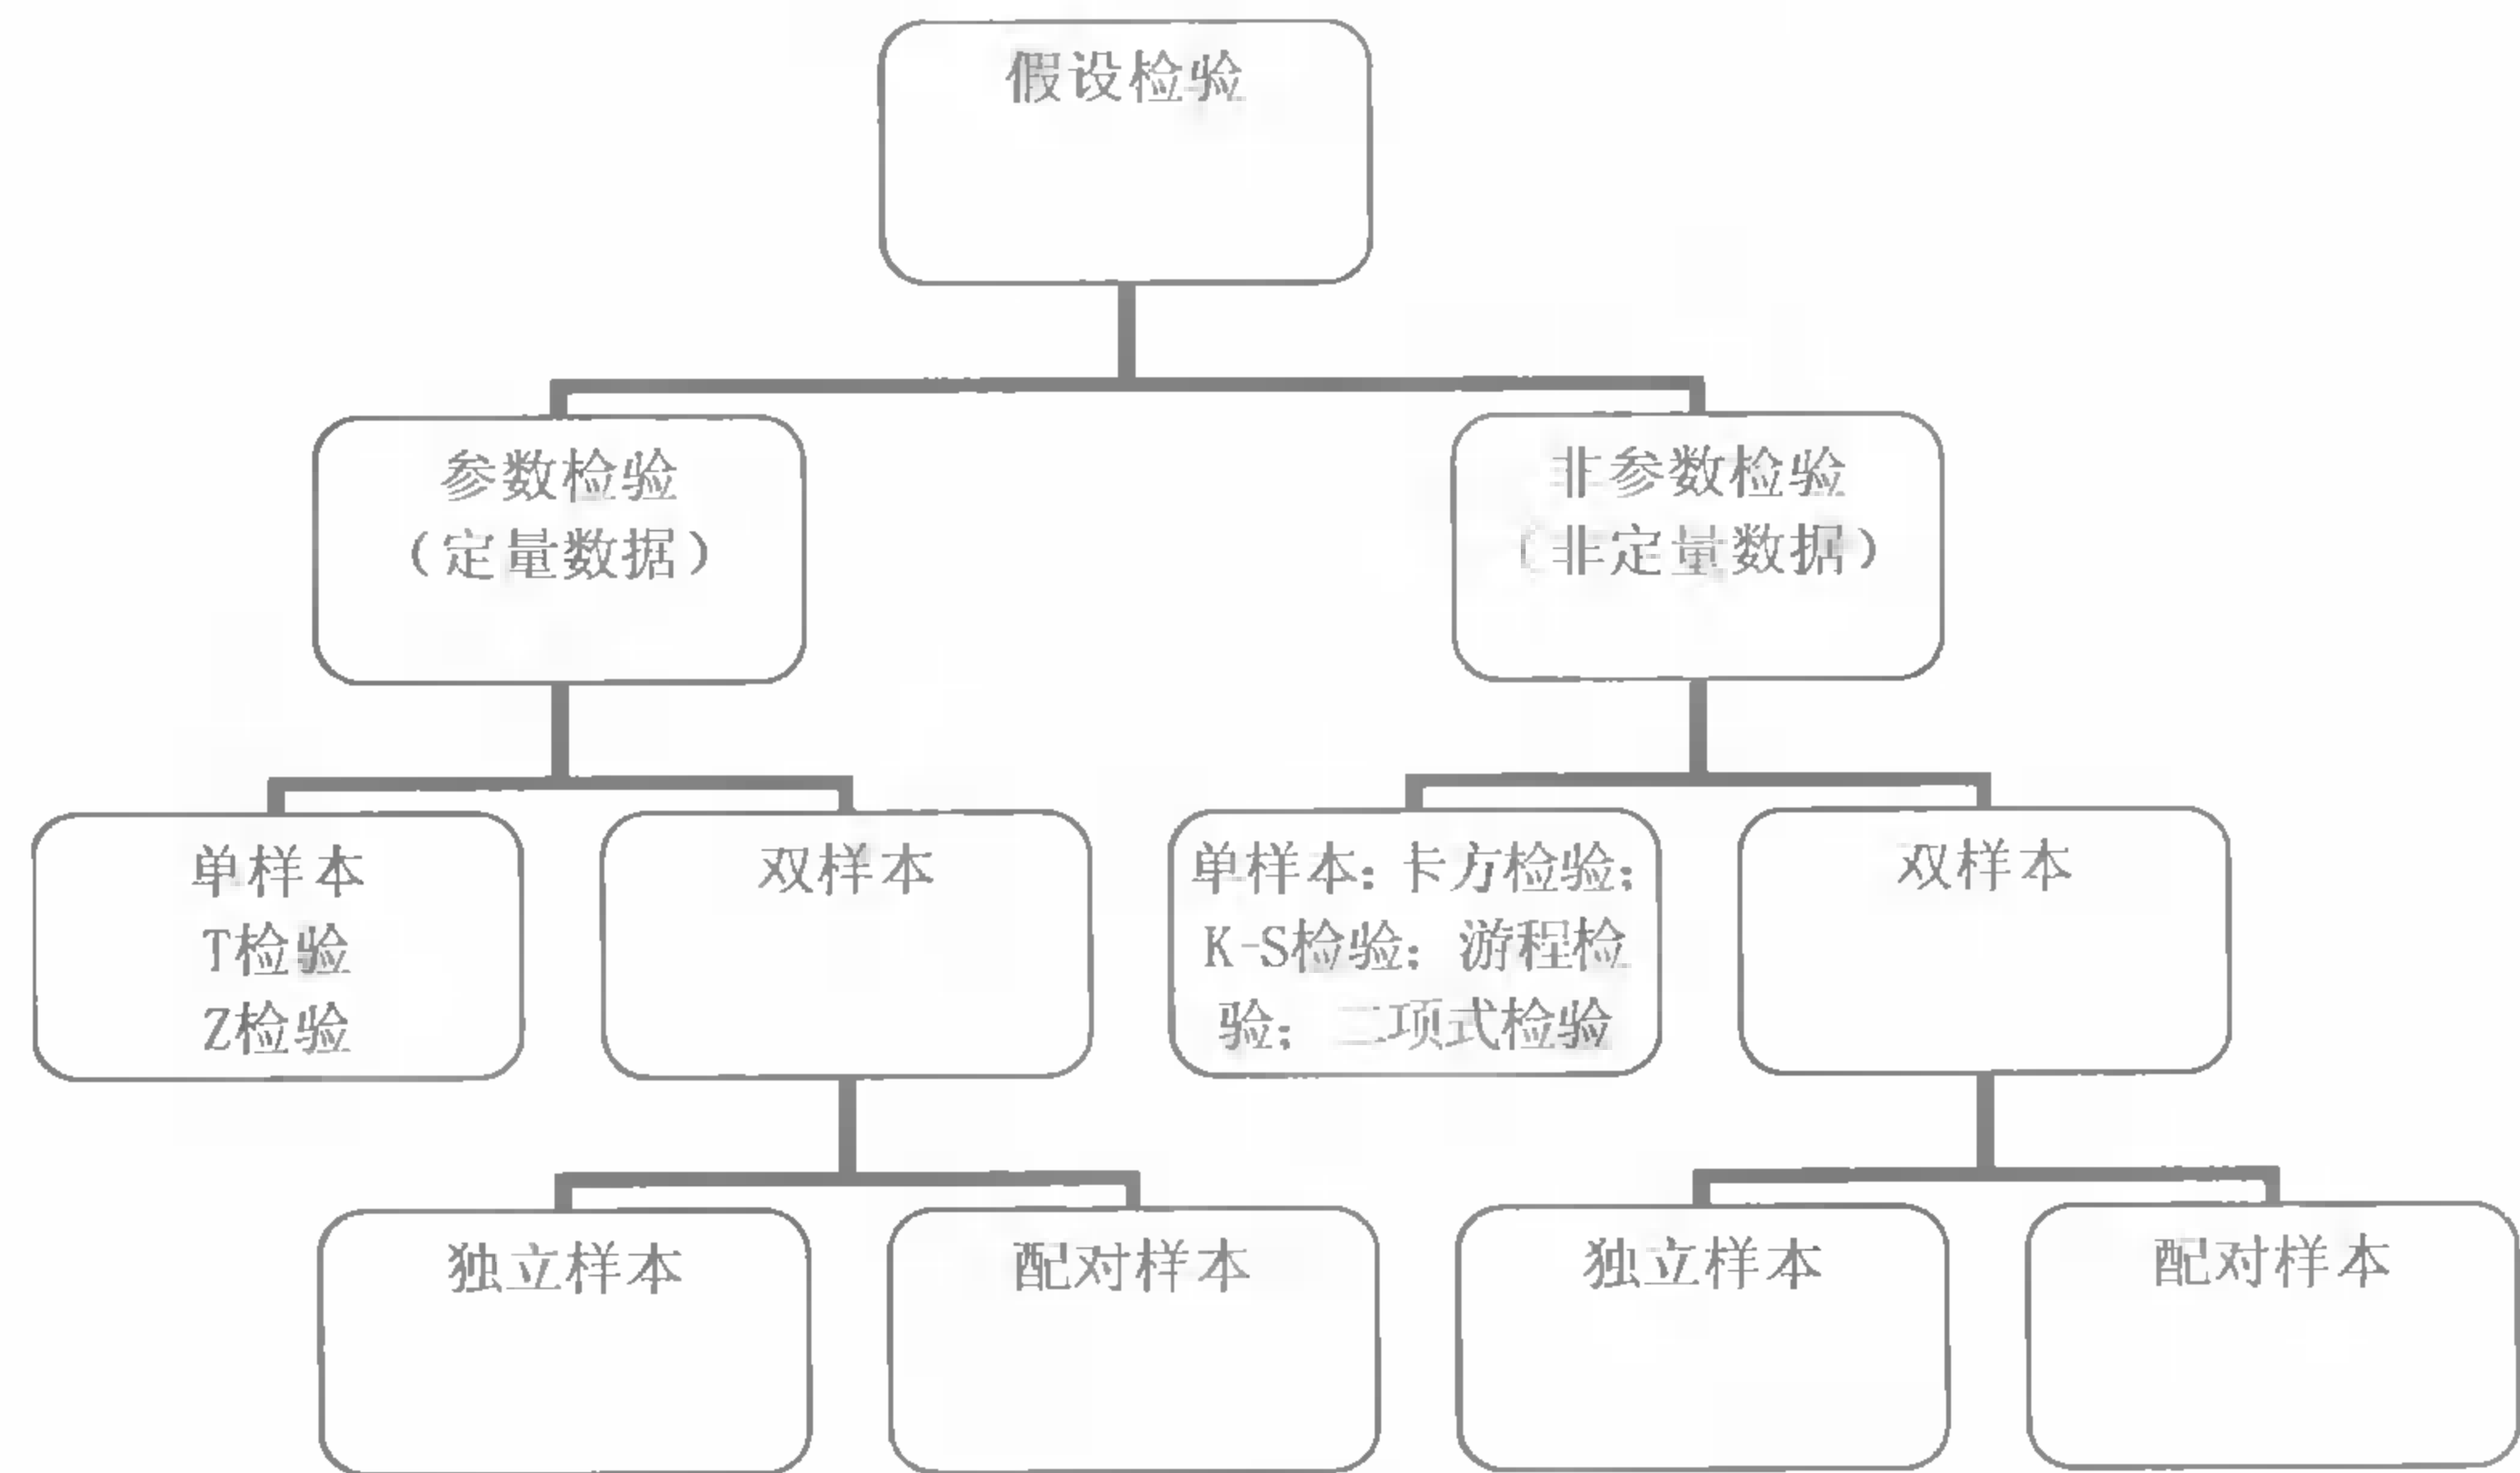 假设检验
参数检验
（定量数据）
非参数检验
（非定量数据）
单样本
T检验
Z检验
双样本
单样本：卡方检验；
K-S检验；游程检
验；二项式检验
双样本
独立样本
配对样本
独立样本
配对样本